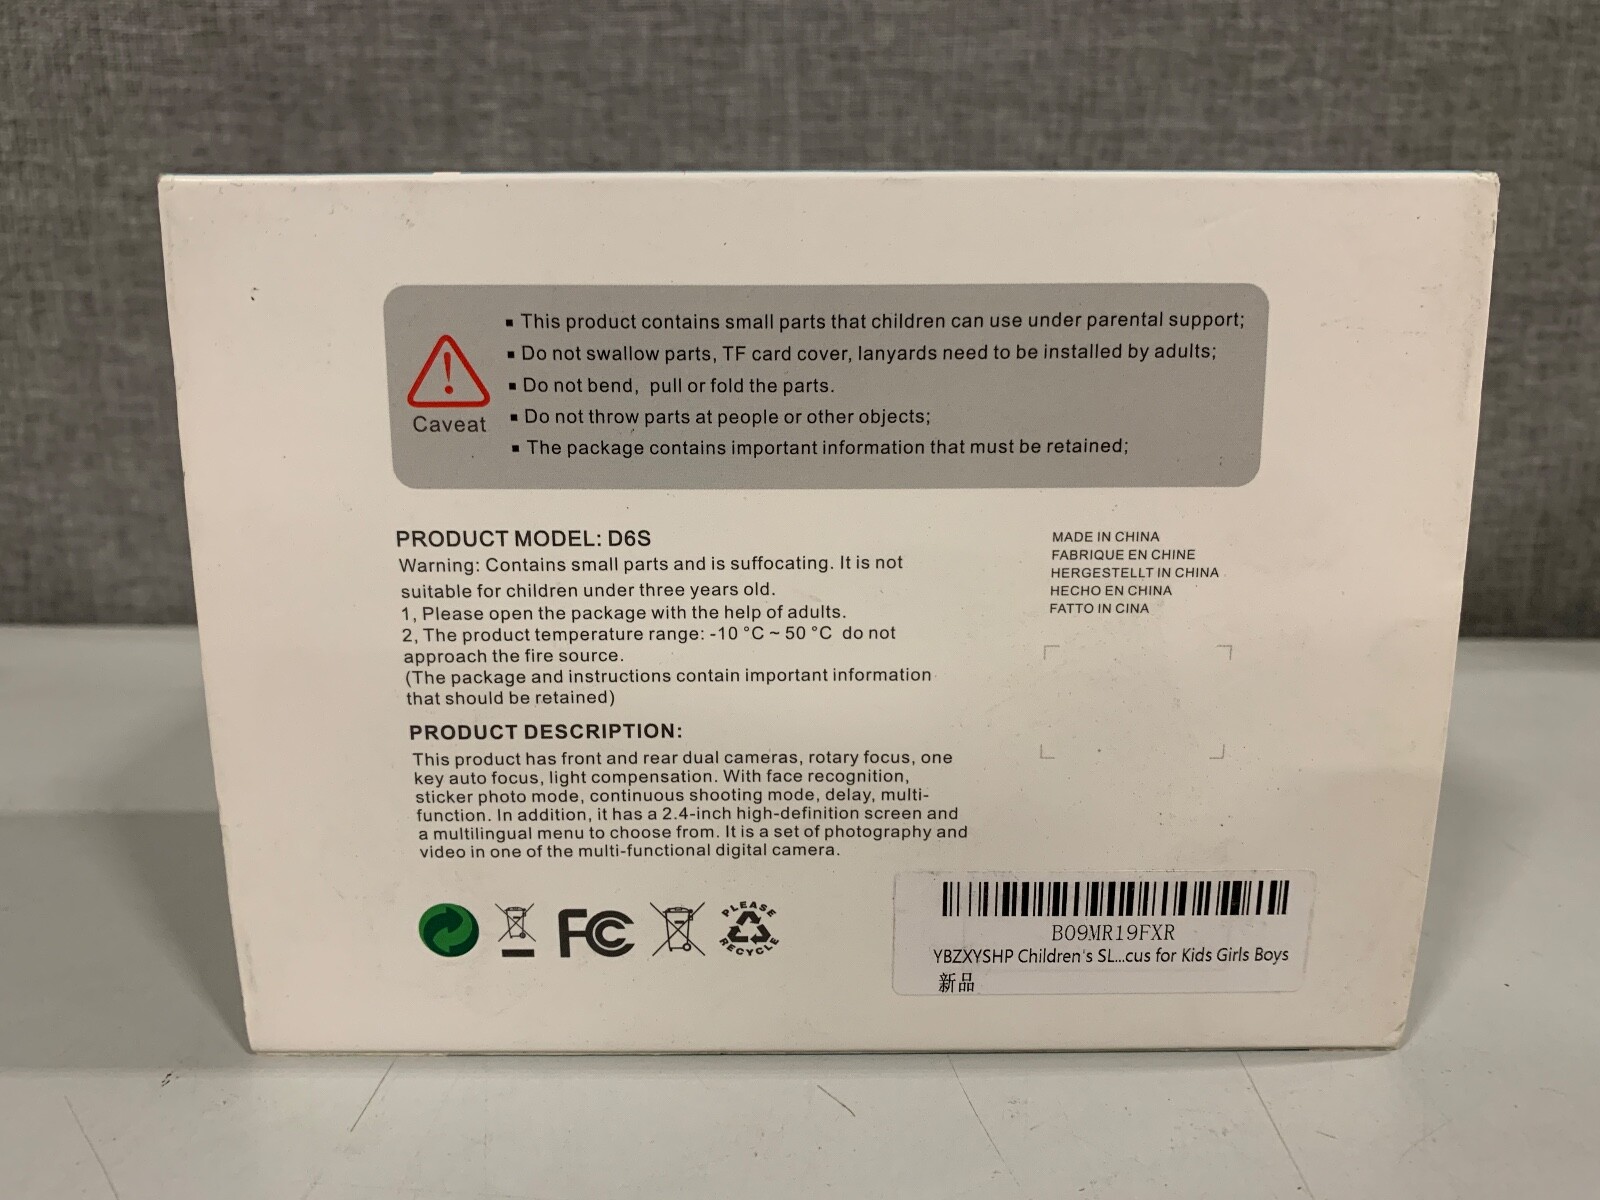 ▪ This product contains small parts that children can use under parental support;
▪ Do not swallow parts, TF card cover, lanyards need to be installed by adults;
▪ Do not bend, pull or fold the parts.
▪ Do not throw parts at people or other objects;
▪ The package contains important information that must be retained;
Caveat
PRODUCT MODEL: D6S
Warning: Contains small parts and is suffocating. It is not
suitable for children under three years old.
1, Please open the package with the help of adults.
2, The product temperature range: -10 °C ~ 50 °C do not
approach the fire source.
(The package and instructions contain important information
that should be retained)
PRODUCT DESCRIPTION:
This product has front and rear dual cameras, rotary focus, one
key auto focus, light compensation. With face recognition,
sticker photo mode, continuous shooting mode, delay, multi-
function. In addition, it has a 2.4-inch high-definition screen and
a multilingual menu to choose from. It is a set of photography and
video in one of the multi-functional digital camera.
MADE IN CHINA
FABRIQUE EN CHINE
HERGESTELLT IN CHINA
HECHO EN CHINA
FATTO IN CINA
FC
PLEASE
RECYCLE
B09MR19FXR
YBZXYSHP Children's SL...cus for Kids Girls Boys
新品